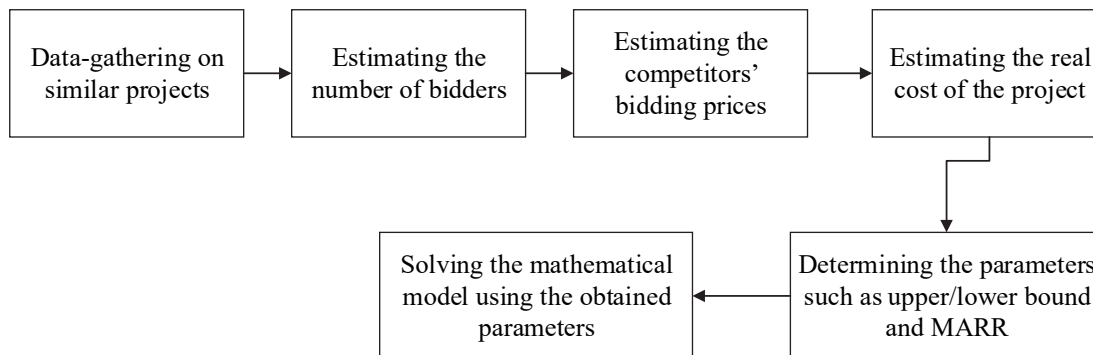 Data-gathering on
similar projects
Estimating the
number of bidders
Estimating the
competitors’
bidding prices
Estimating the real
cost of the project
Determining the parameters
such as upper/lower bound
and MARR
Solving the mathematical
model using the obtained
parameters